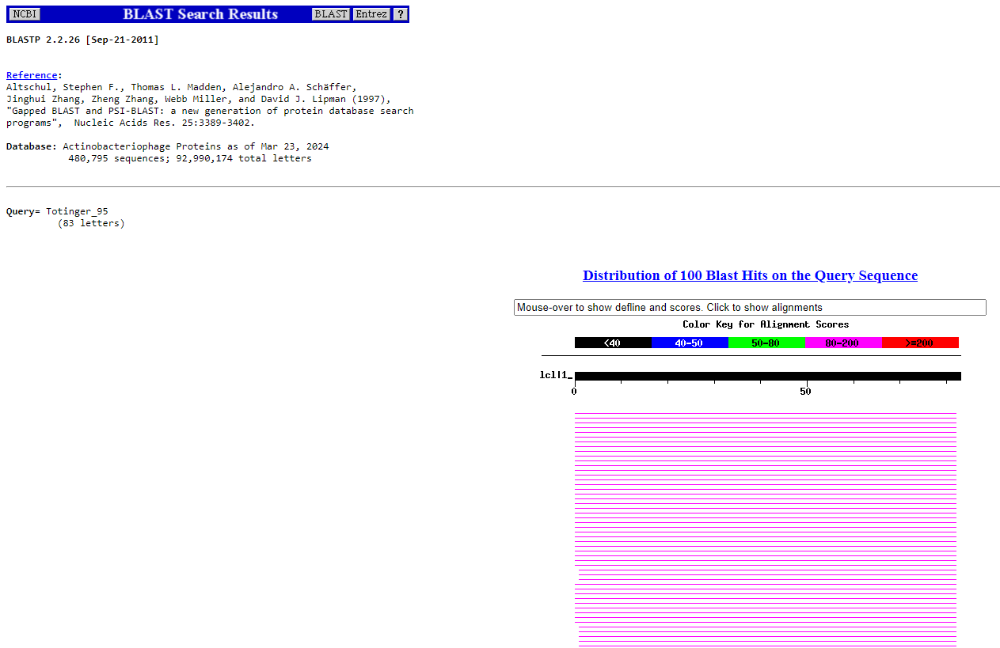 NCBI BLAST Search Results BLAST Entrez ?
BLASTP 2.2.26 [Sep-21-2011]
Reference:
Altschul, Stephen F., Thomas L. Madden, Alejandro A. Schäffer,
Jinghui Zhang, Zheng Zhang, Webb Miller, and David J. Lipman (1997),
"Gapped BLAST and PSI-BLAST: a new generation of protein database search
programs",  Nucleic Acids Res. 25:3389-3402.
Database: Actinobacteriophage Proteins as of Mar 23, 2024
480,795 sequences; 92,990,174 total letters
Query= Totinger_95
(83 letters)
Distribution of 100 Blast Hits on the Query Sequence
Mouse-over to show defline and scores. Click to show alignments
Color Key for Alignment Scores
<40 40-50 50-80 80-200 >=200
lcl|1_
0 50